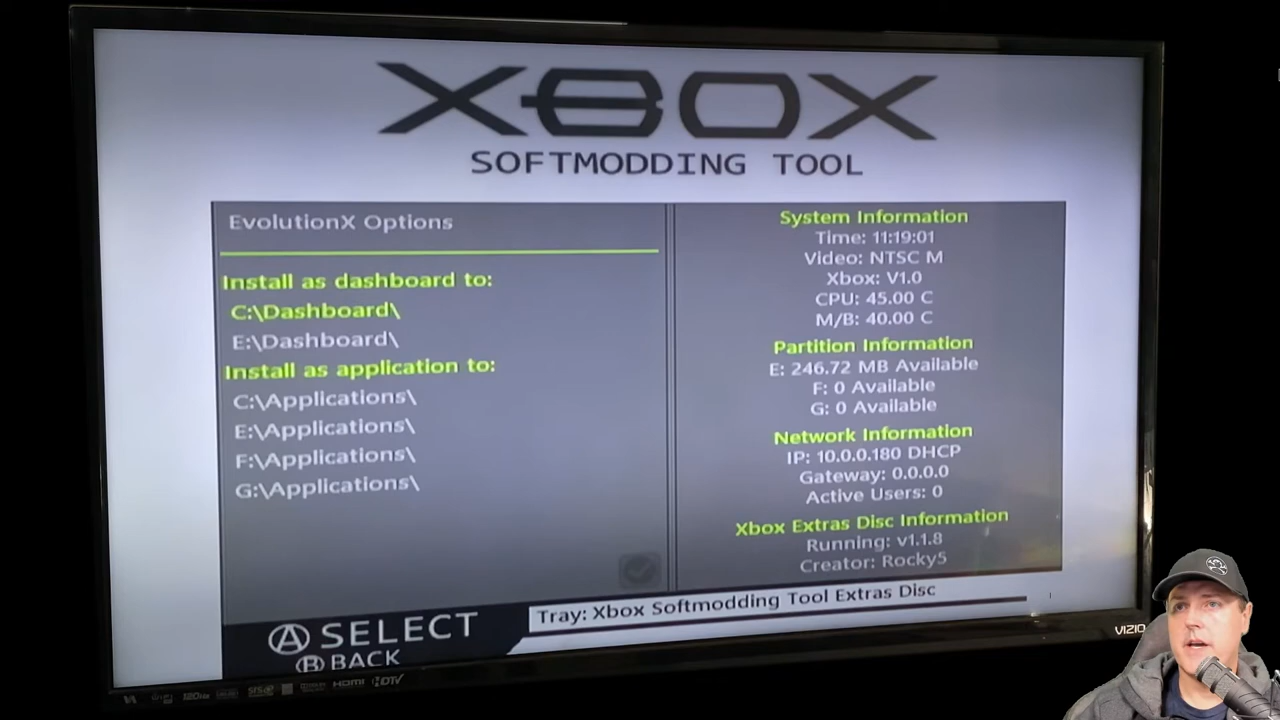 XBOX
SOFTMODDING TOOL
EvolutionX Options
Install as dashboard to:
C:\Dashboard\
E:\Dashboard\
Install as application to:
C:\Applications\
E:\Applications\
F:\Applications\
G:\Applications\
System Information
Time: 11:19:01
Video: NTSC M
Xbox: V1.0
CPU: 45.00 C
M/B: 40.00 C
Partition Information
E: 246.72 MB Available
F: 0 Available
G: 0 Available
Network Information
IP: 10.0.0.180 DHCP
Gateway: 0.0.0.0
Active Users: 0
Xbox Extras Disc Information
Running: v1.1.8
Creator: Rocky5
A SELECT
B BACK
Tray: Xbox Softmodding Tool Extras Disc
VIZIO
120Hz
HDMI HDTV